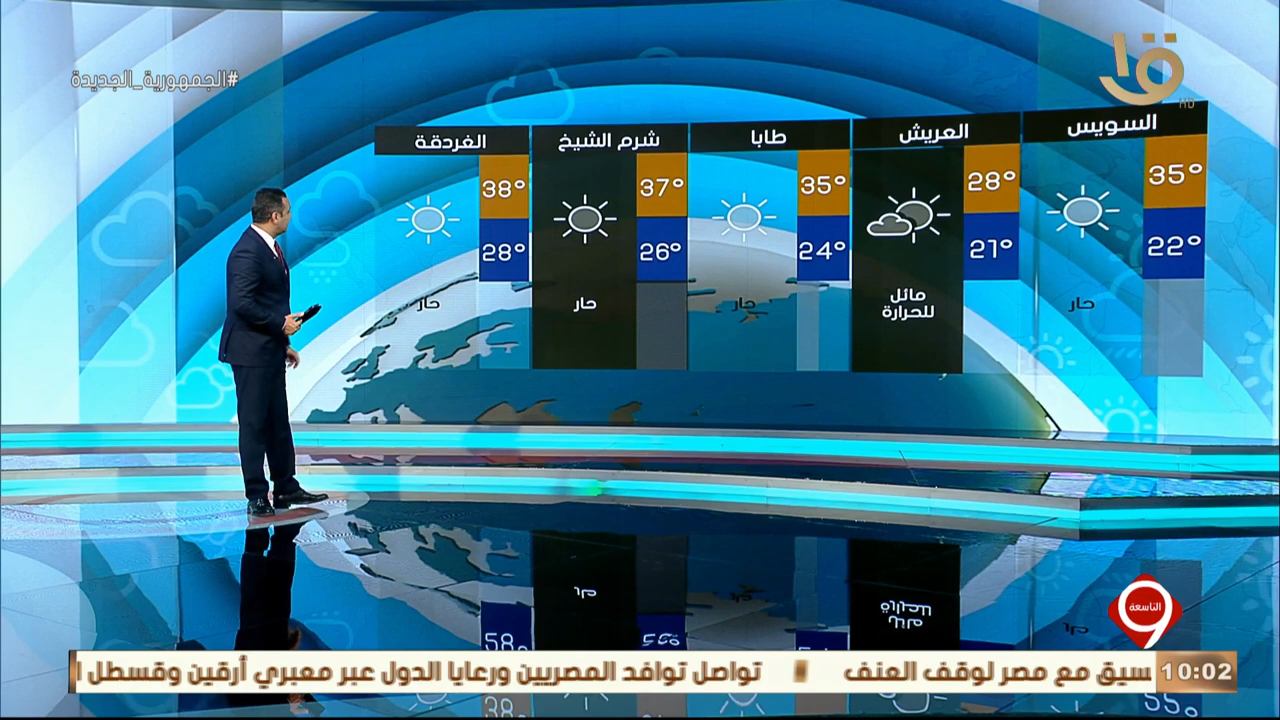 #الجمهورية_الجديدة
HD
السويس
35°
22°
حار
العريش
28°
21°
مائل
للحرارة
طابا
35°
24°
حار
شرم الشيخ
37°
26°
حار
الغردقة
38°
28°
حار
التاسعة
9
10:02 سيق مع مصر لوقف العنف تواصل توافد المصريين ورعايا الدول عبر معبري أرقين وقسطل